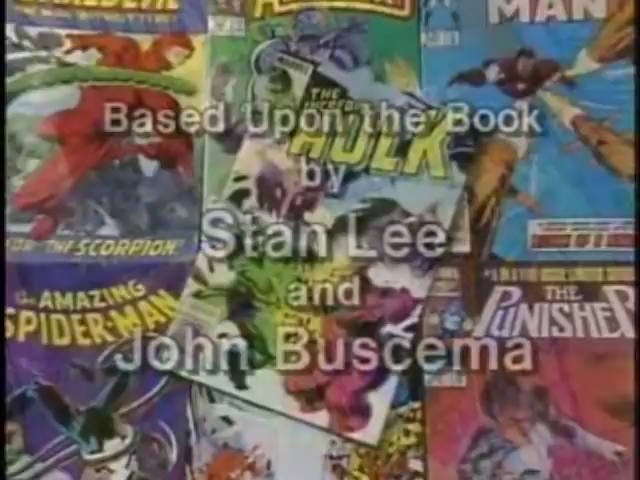 DAREDEVIL
MAN
THE
INCREDIBLE
HULK
Based Upon the Book
by
Stan Lee
and
John Buscema
THE SCORPION!
The AMAZING
SPIDER-MAN
THE
PUNISHER